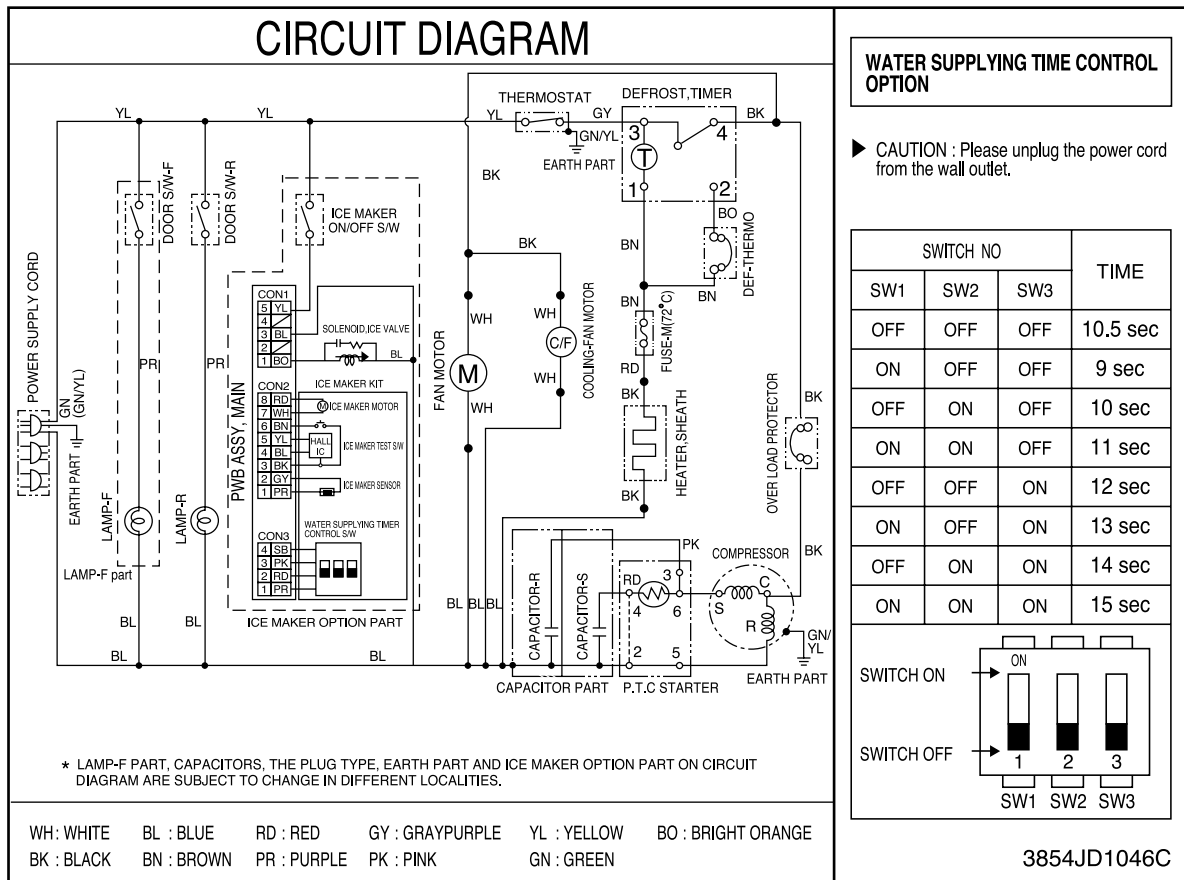 CIRCUIT DIAGRAM
THERMOSTAT
DEFROST,TIMER
YL
YL
YL
GY
BK
3
4
GN/YL
EARTH PART
T
BK
1
2
BO
DOOR S/W-F
DOOR S/W-R
ICE MAKER
ON/OFF S/W
BK
BN
DEF-THERMO
POWER SUPPLY CORD
CON1
5 YL
4
3 BL
2
1 BO
SOLENOID,ICE VALVE
BL
BN
BN
FUSE-M(72°C)
WH
WH
C/F
WH
COOLING-FAN MOTOR
PR
PR
FAN MOTOR
M
WH
RD
BK
GN
(GN/YL)
EARTH PART
PWB ASSY, MAIN
ICE MAKER KIT
CON2
8 RD
7 WH
6 BN
5 YL
4 BL
3 BK
2 GY
1 PR
M
ICE MAKER MOTOR
HALL
IC
ICE MAKER TEST S/W
ICE MAKER SENSOR
HEATER,SHEATH
BK
OVER LOAD PROTECTOR
BK
LAMP-F
LAMP-R
LAMP-F part
CON3
4 SB
3 PK
2 RD
1 PR
WATER SUPPLYING TIMER
CONTROL S/W
ICE MAKER OPTION PART
PK
COMPRESSOR
BK
RD
3
4
6
S
C
R
2
5
CAPACITOR-R
CAPACITOR-S
GN/
YL
EARTH PART
BL
BL
BL
BL
BL
BL
BL
CAPACITOR PART
P.T.C STARTER
* LAMP-F PART, CAPACITORS, THE PLUG TYPE, EARTH PART AND ICE MAKER OPTION PART ON CIRCUIT
DIAGRAM ARE SUBJECT TO CHANGE IN DIFFERENT LOCALITIES.
WH : WHITE BL : BLUE RD : RED GY : GRAYPURPLE YL : YELLOW BO : BRIGHT ORANGE
BK : BLACK BN : BROWN PR : PURPLE PK : PINK GN : GREEN
WATER SUPPLYING TIME CONTROL
OPTION
▶ CAUTION : Please unplug the power cord
from the wall outlet.
SWITCH NO TIME
SW1 SW2 SW3
OFF OFF OFF 10.5 sec
ON OFF OFF 9 sec
OFF ON OFF 10 sec
ON ON OFF 11 sec
OFF OFF ON 12 sec
ON OFF ON 13 sec
OFF ON ON 14 sec
ON ON ON 15 sec
SWITCH ON
ON
SWITCH OFF
1 2 3
SW1 SW2 SW3
3854JD1046C